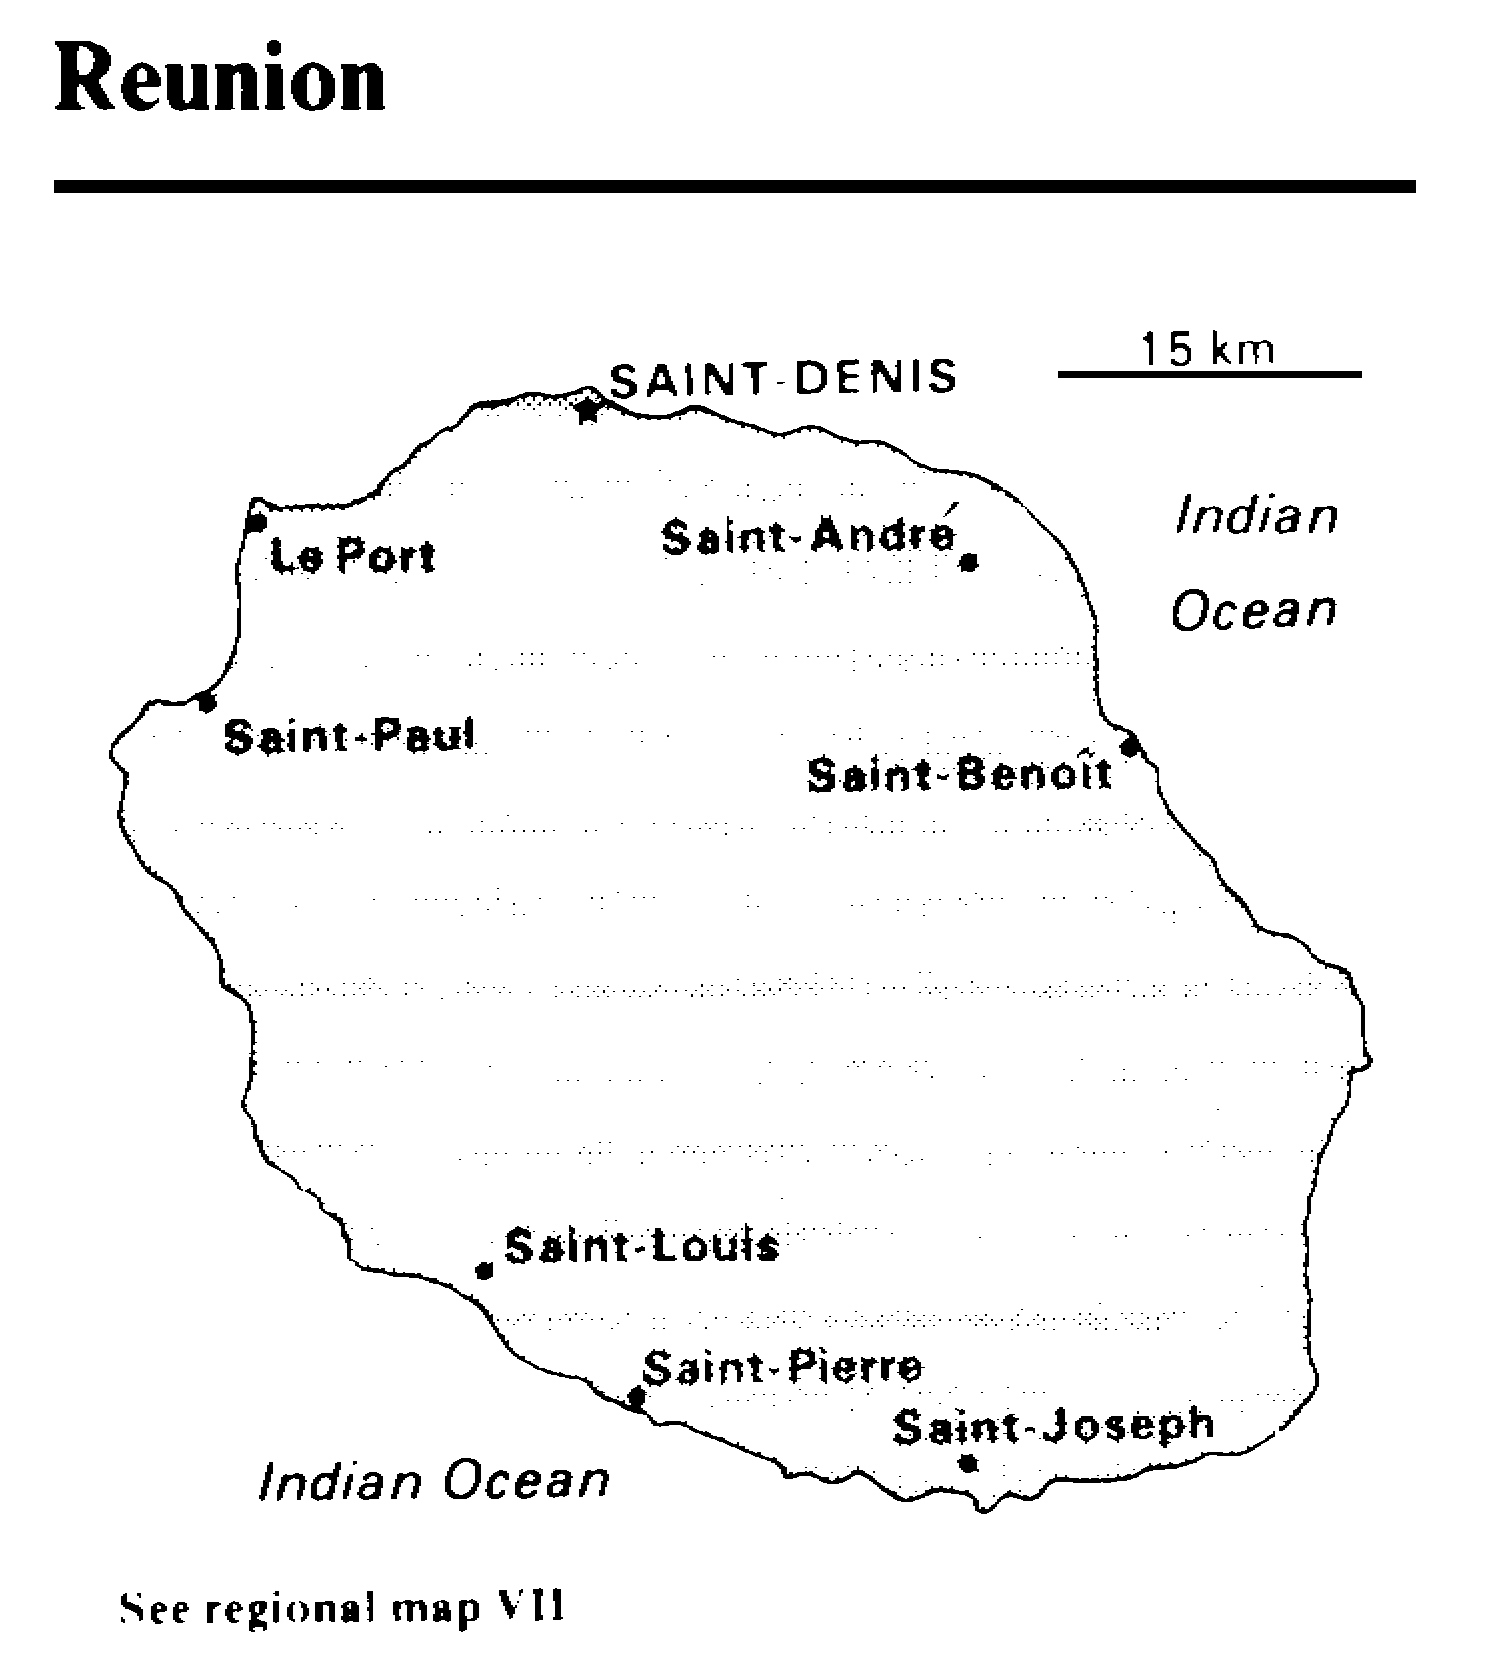 Reunion
15 km
SAINT-DENIS
Indian
Ocean
Saint-André
Le Port
Saint-Paul
Saint-Benoît
Saint-Louis
Saint-Pierre
Saint-Joseph
Indian Ocean
See regional map VII